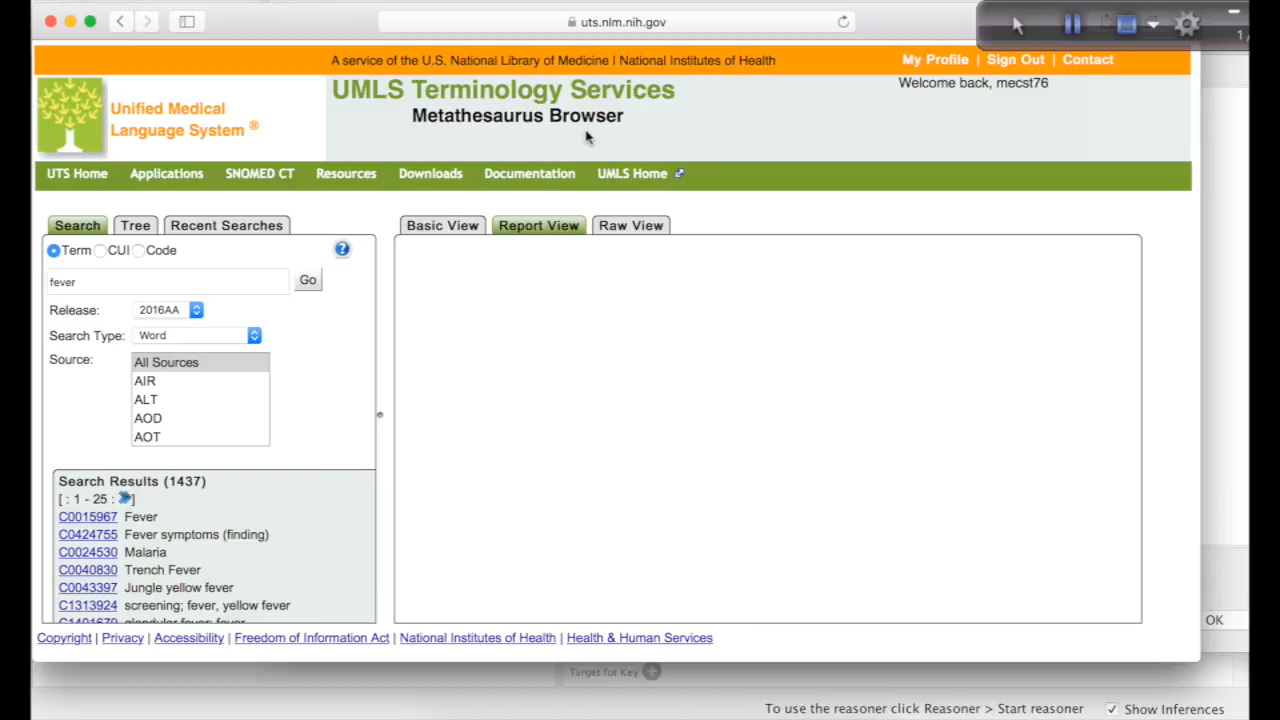 uts.nlm.nih.gov
A service of the U.S. National Library of Medicine | National Institutes of Health
My Profile | Sign Out | Contact
Welcome back, mecst76
Unified Medical
Language System ®
UMLS Terminology Services
Metathesaurus Browser
UTS Home Applications SNOMED CT Resources Downloads Documentation UMLS Home
Search Tree Recent Searches
Basic View Report View Raw View
Term CUI Code ?
fever Go
Release: 2016AA
Search Type: Word
Source: All Sources
AIR
ALT
AOD
AOT
Search Results (1437)
[ : 1 - 25 : ]
C0015967 Fever
C0424755 Fever symptoms (finding)
C0024530 Malaria
C0040830 Trench Fever
C0043397 Jungle yellow fever
C1313924 screening; fever, yellow fever
Copyright | Privacy | Accessibility | Freedom of Information Act | National Institutes of Health | Health & Human Services
OK
Target for Key
To use the reasoner click Reasoner > Start reasoner Show Inferences